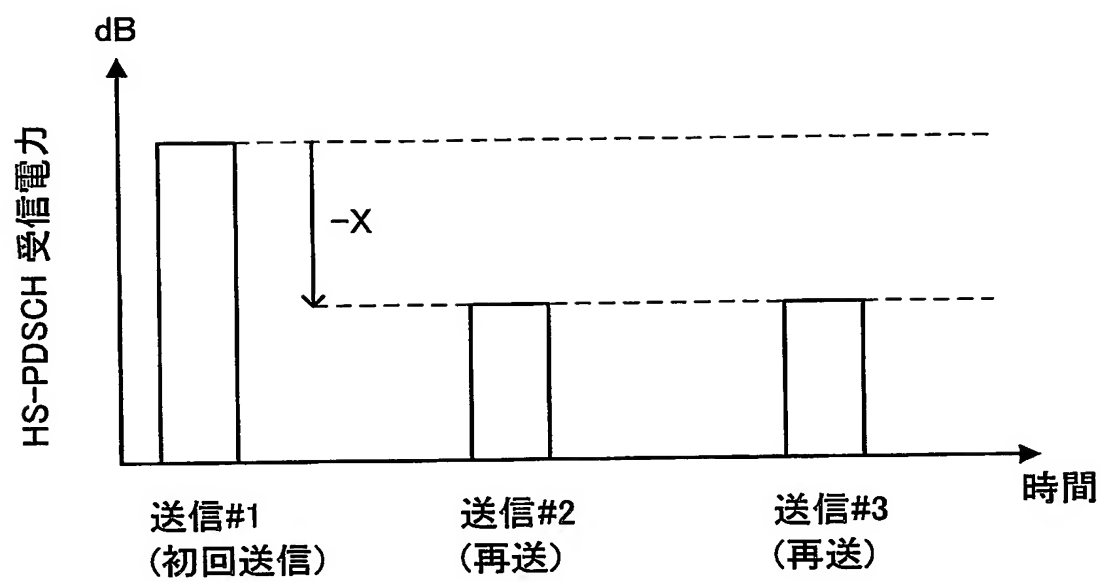 dB
HS-PDSCH 受信電力
-X
時間
送信#1
(初回送信)
送信#2
(再送)
送信#3
(再送)